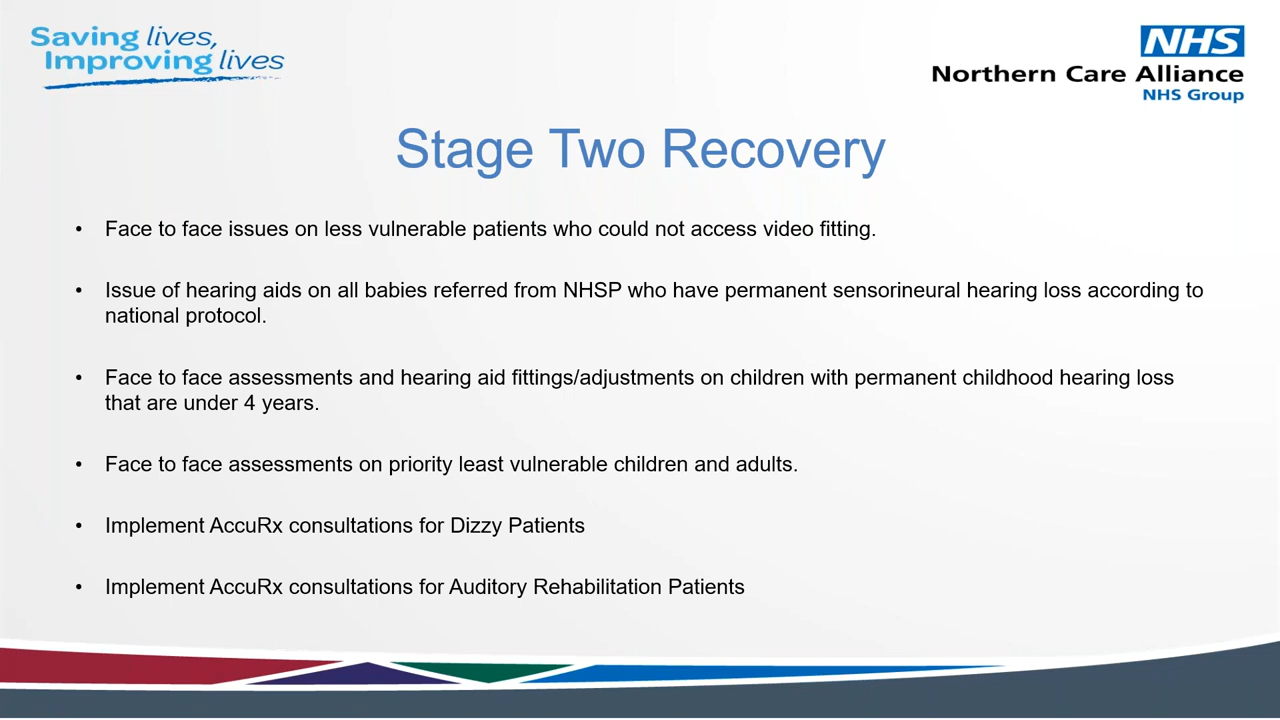 Saving lives,
Improving lives
NHS
Northern Care Alliance
NHS Group
Stage Two Recovery
• Face to face issues on less vulnerable patients who could not access video fitting.
• Issue of hearing aids on all babies referred from NHSP who have permanent sensorineural hearing loss according to
national protocol.
• Face to face assessments and hearing aid fittings/adjustments on children with permanent childhood hearing loss
that are under 4 years.
• Face to face assessments on priority least vulnerable children and adults.
• Implement AccuRx consultations for Dizzy Patients
• Implement AccuRx consultations for Auditory Rehabilitation Patients